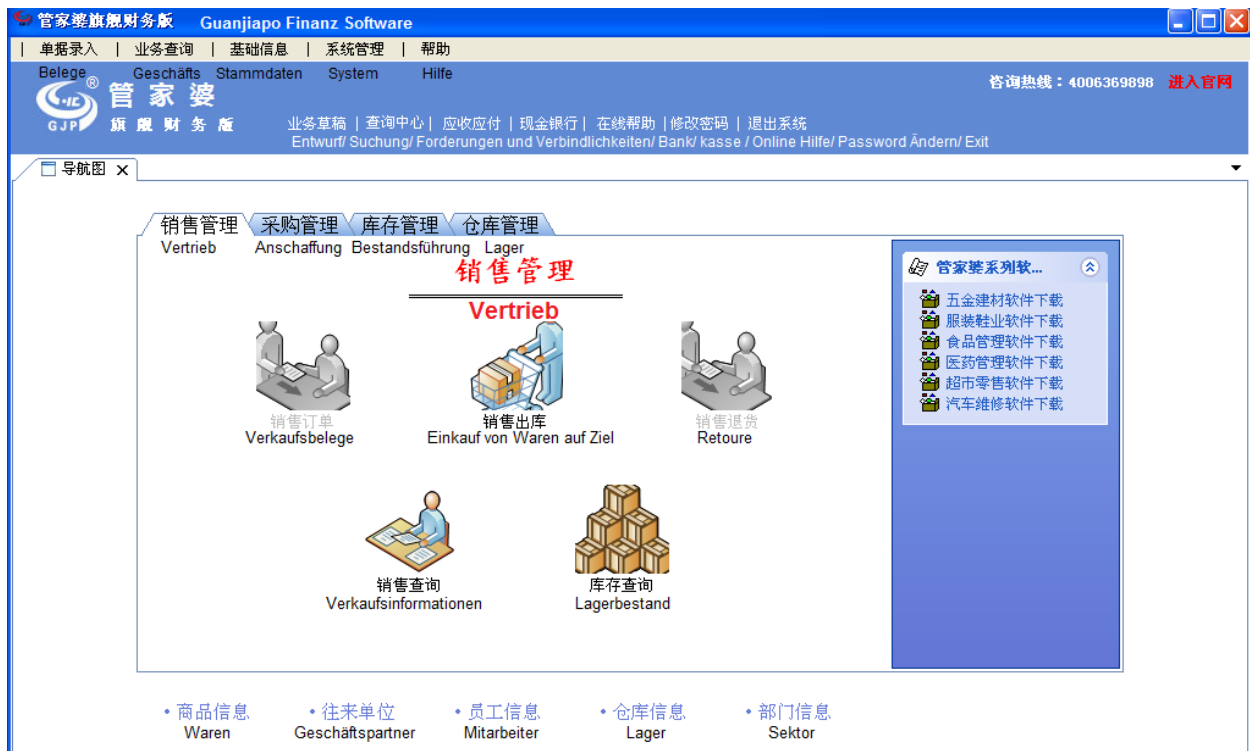 管家婆旗舰财务版 Guanjiapo Finanz Software
| 单据录入 | 业务查询 | 基础信息 | 系统管理 | 帮助
Belege Geschäfts Stammdaten System Hilfe
管家婆 ®
GJP 旗舰财务版
咨询热线：4006369898 进入官网
业务草稿 | 查询中心 | 应收应付 | 现金银行 | 在线帮助 | 修改密码 | 退出系统
Entwurf/ Suchung/ Forderungen und Verbindlichkeiten/ Bank/ kasse / Online Hilfe/ Password Ändern/ Exit
导航图
销售管理 采购管理 库存管理 仓库管理
Vertrieb Anschaffung Bestandsführung Lager
销售管理
Vertrieb
销售订单 销售出库 销售退货
Verkaufsbelege Einkauf von Waren auf Ziel Retoure
销售查询 库存查询
Verkaufsinformationen Lagerbestand
管家婆系列软...
五金建材软件下载
服装鞋业软件下载
食品管理软件下载
医药管理软件下载
超市零售软件下载
汽车维修软件下载
• 商品信息 • 往来单位 • 员工信息 • 仓库信息 • 部门信息
Waren Geschäftspartner Mitarbeiter Lager Sektor